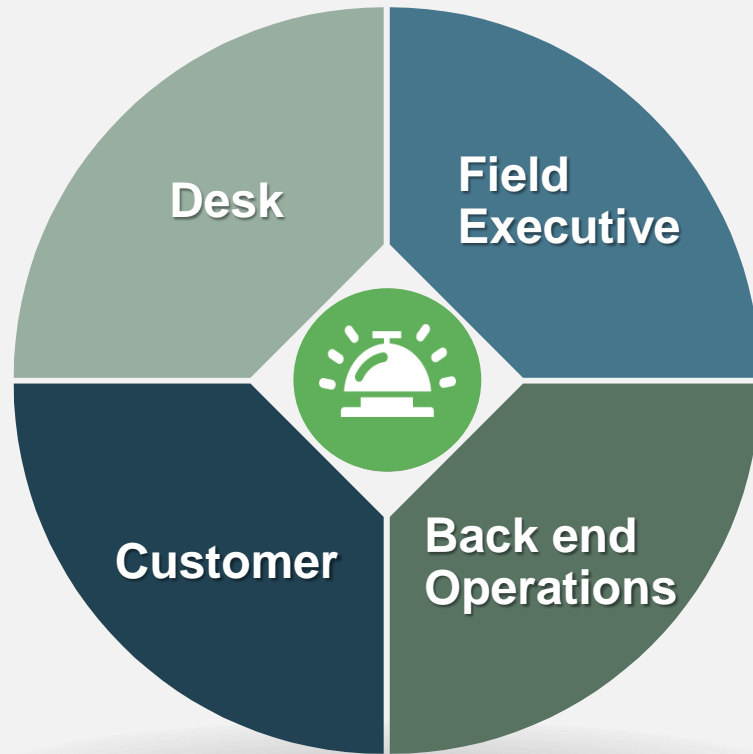 Desk
Field
Executive
Customer
Back end
Operations